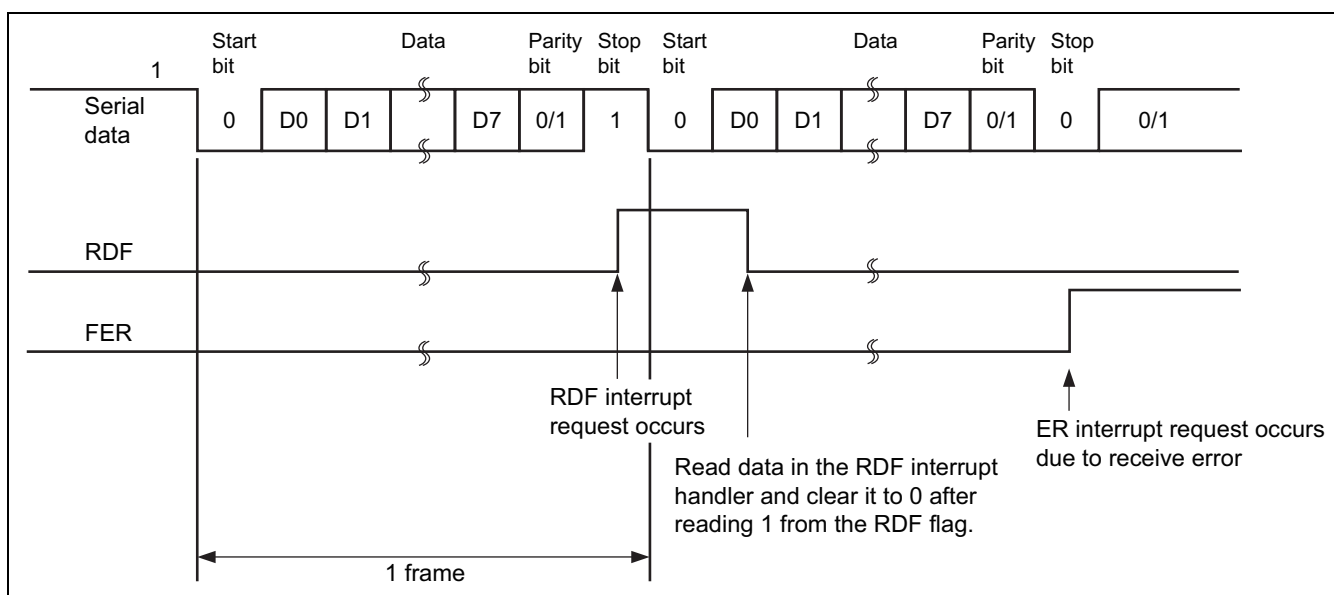 Start bit Data Parity bit Stop bit Start bit Data Parity bit Stop bit
1
Serial data 0 D0 D1 D7 0/1 1 0 D0 D1 D7 0/1 0 0/1
RDF
FER
RDF interrupt
request occurs
Read data in the RDF interrupt
handler and clear it to 0 after
reading 1 from the RDF flag.
ER interrupt request occurs
due to receive error
1 frame